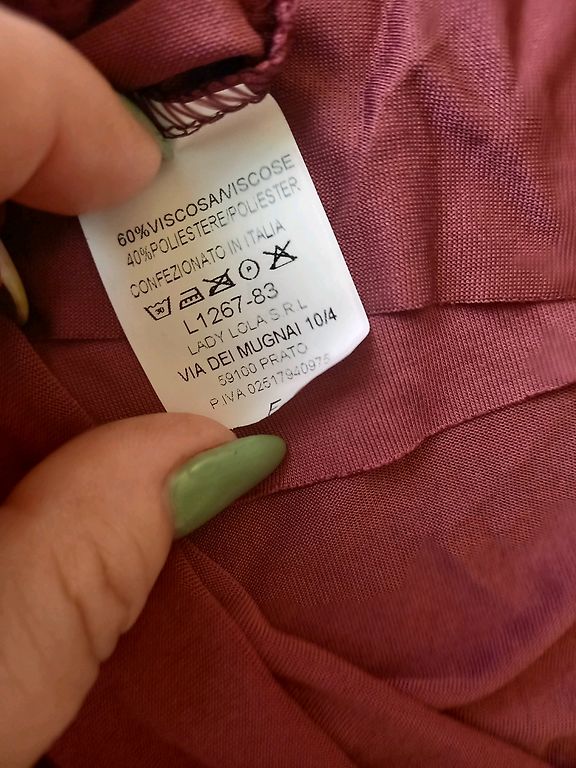 60%VISCOSA/VISCOSE
40%POLIESTERE/POLIESTER
CONFEZIONATO IN ITALIA
30 P
L1267-83
LADY LOLA S.R.L
VIA DEI MUGNAI 10/4
59100 PRATO
P.IVA 02517940975